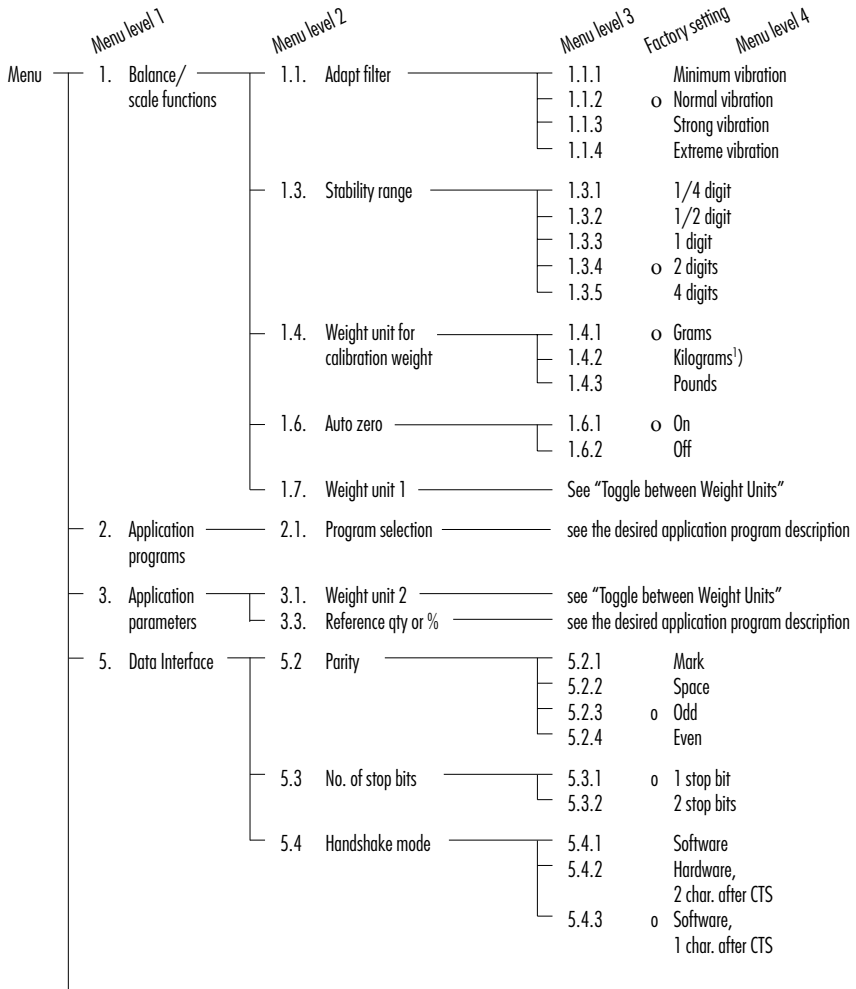 Menu level 1 Menu level 2 Menu level 3 Factory setting Menu level 4
Menu 1. Balance/ 1.1. Adapt filter 1.1.1 Minimum vibration
scale functions 1.1.2 o Normal vibration
1.1.3 Strong vibration
1.1.4 Extreme vibration
1.3. Stability range 1.3.1 1/4 digit
1.3.2 1/2 digit
1.3.3 1 digit
1.3.4 o 2 digits
1.3.5 4 digits
1.4. Weight unit for 1.4.1 o Grams
calibration weight 1.4.2 Kilograms¹)
1.4.3 Pounds
1.6. Auto zero 1.6.1 o On
1.6.2 Off
1.7. Weight unit 1 See “Toggle between Weight Units”
2. Application 2.1. Program selection see the desired application program description
programs
3. Application 3.1. Weight unit 2 see “Toggle between Weight Units”
parameters 3.3. Reference qty or % see the desired application program description
5. Data Interface 5.2 Parity 5.2.1 Mark
5.2.2 Space
5.2.3 o Odd
5.2.4 Even
5.3 No. of stop bits 5.3.1 o 1 stop bit
5.3.2 2 stop bits
5.4 Handshake mode 5.4.1 Software
5.4.2 Hardware,
2 char. after CTS
5.4.3 o Software,
1 char. after CTS